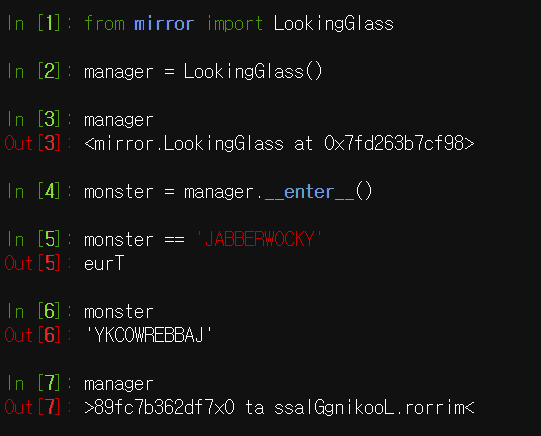 In [1]: from mirror import LookingGlass
In [2]: manager = LookingGlass()
In [3]: manager
Out[3]: <mirror.LookingGlass at 0x7fd263b7cf98>
In [4]: monster = manager.__enter__()
In [5]: monster == 'JABBERWOCKY'
Out[5]: eurT
In [6]: monster
Out[6]: 'YKCOWREBBAJ'
In [7]: manager
Out[7]: >89fc7b362df7x0 ta ssalGgnikooL.rorrim<